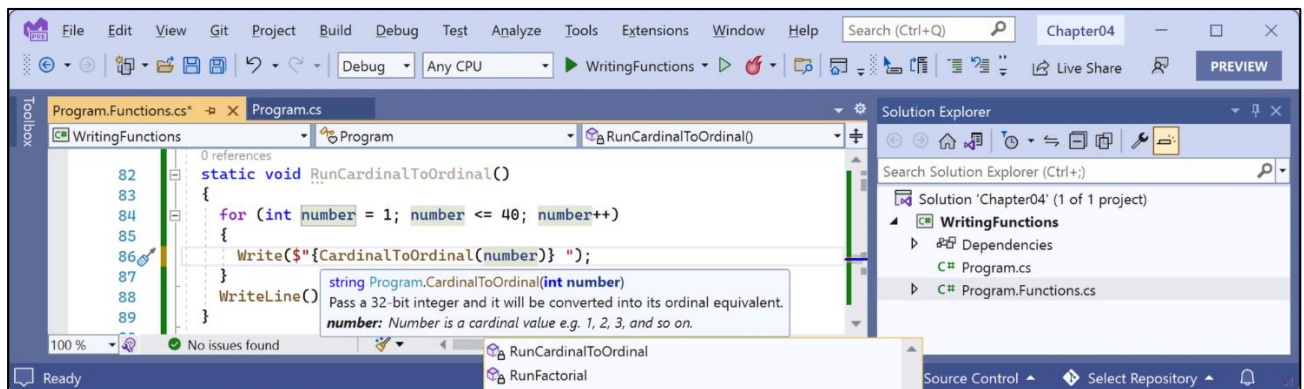 File Edit View Git Project Build Debug Test Analyze Tools Extensions Window Help Search (Ctrl+Q) Chapter04
Debug Any CPU WritingFunctions Live Share PREVIEW
Toolbox
Program.Functions.cs* Program.cs
C# WritingFunctions Program RunCardinalToOrdinal()
0 references
82 static void RunCardinalToOrdinal()
83 {
84 for (int number = 1; number <= 40; number++)
85 {
86 Write($"{CardinalToOrdinal(number)} ");
87 }
88 WriteLine()
89 }
string Program.CardinalToOrdinal(int number)
Pass a 32-bit integer and it will be converted into its ordinal equivalent.
number: Number is a cardinal value e.g. 1, 2, 3, and so on.
100 % No issues found
RunCardinalToOrdinal
RunFactorial
Solution Explorer
Search Solution Explorer (Ctrl+;)
Solution 'Chapter04' (1 of 1 project)
C# WritingFunctions
Dependencies
C# Program.cs
C# Program.Functions.cs
Ready Source Control Select Repository